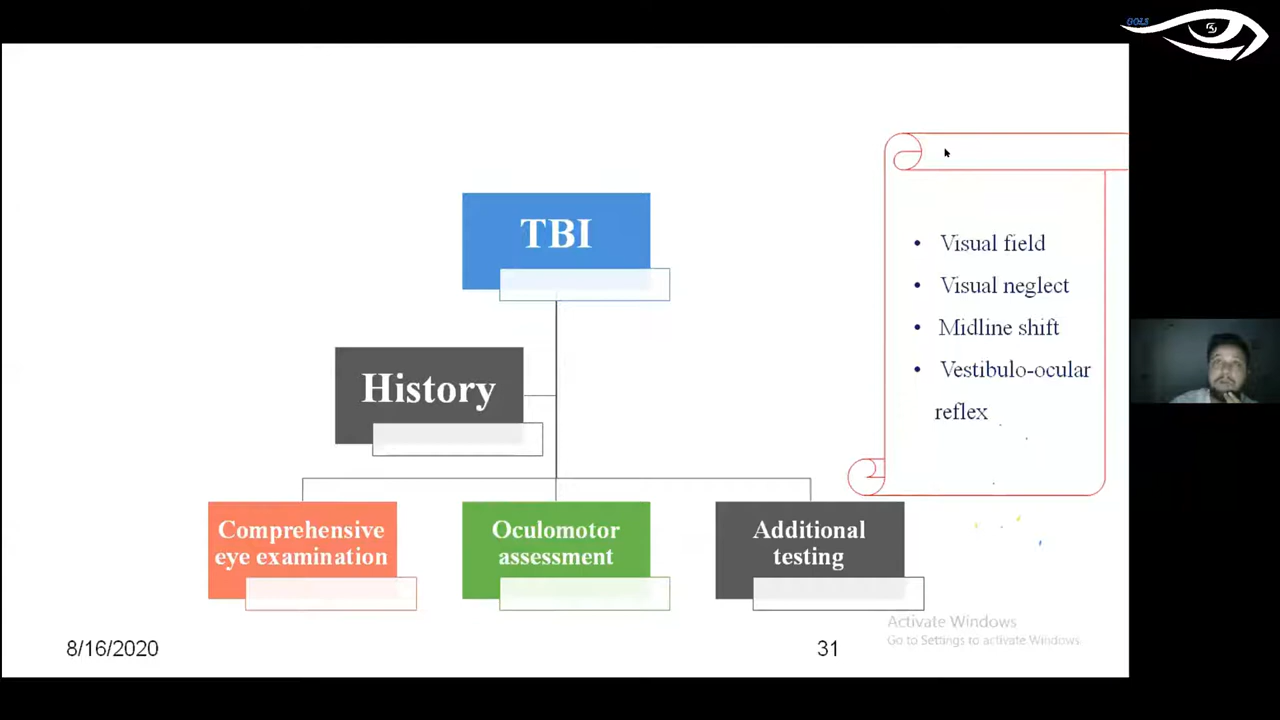 GOLS
TBI
• Visual field
• Visual neglect
• Midline shift
• Vestibulo-ocular
reflex
History
Comprehensive
eye examination
Oculomotor
assessment
Additional
testing
Activate Windows
Go to Settings to activate Windows.
8/16/2020
31